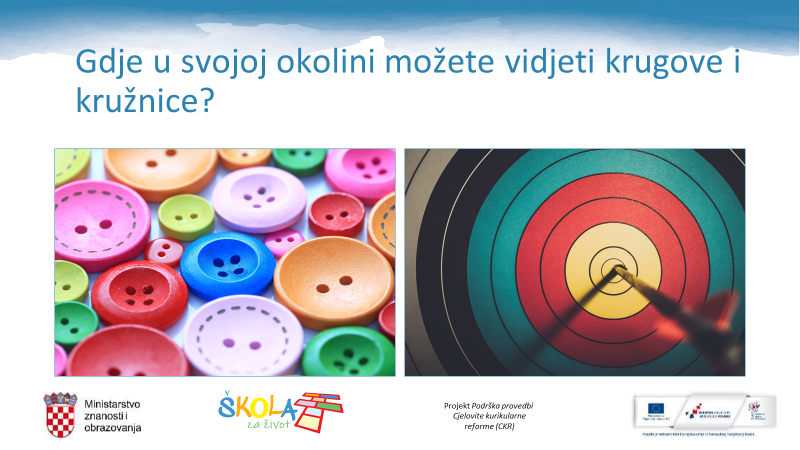 Gdje u svojoj okolini možete vidjeti krugove i
kružnice?
Ministarstvo
znanosti i
obrazovanja
ŠKOLA
za život
Projekt Podrška provedbi
Cjelovite kurikularne
reforme (CKR)